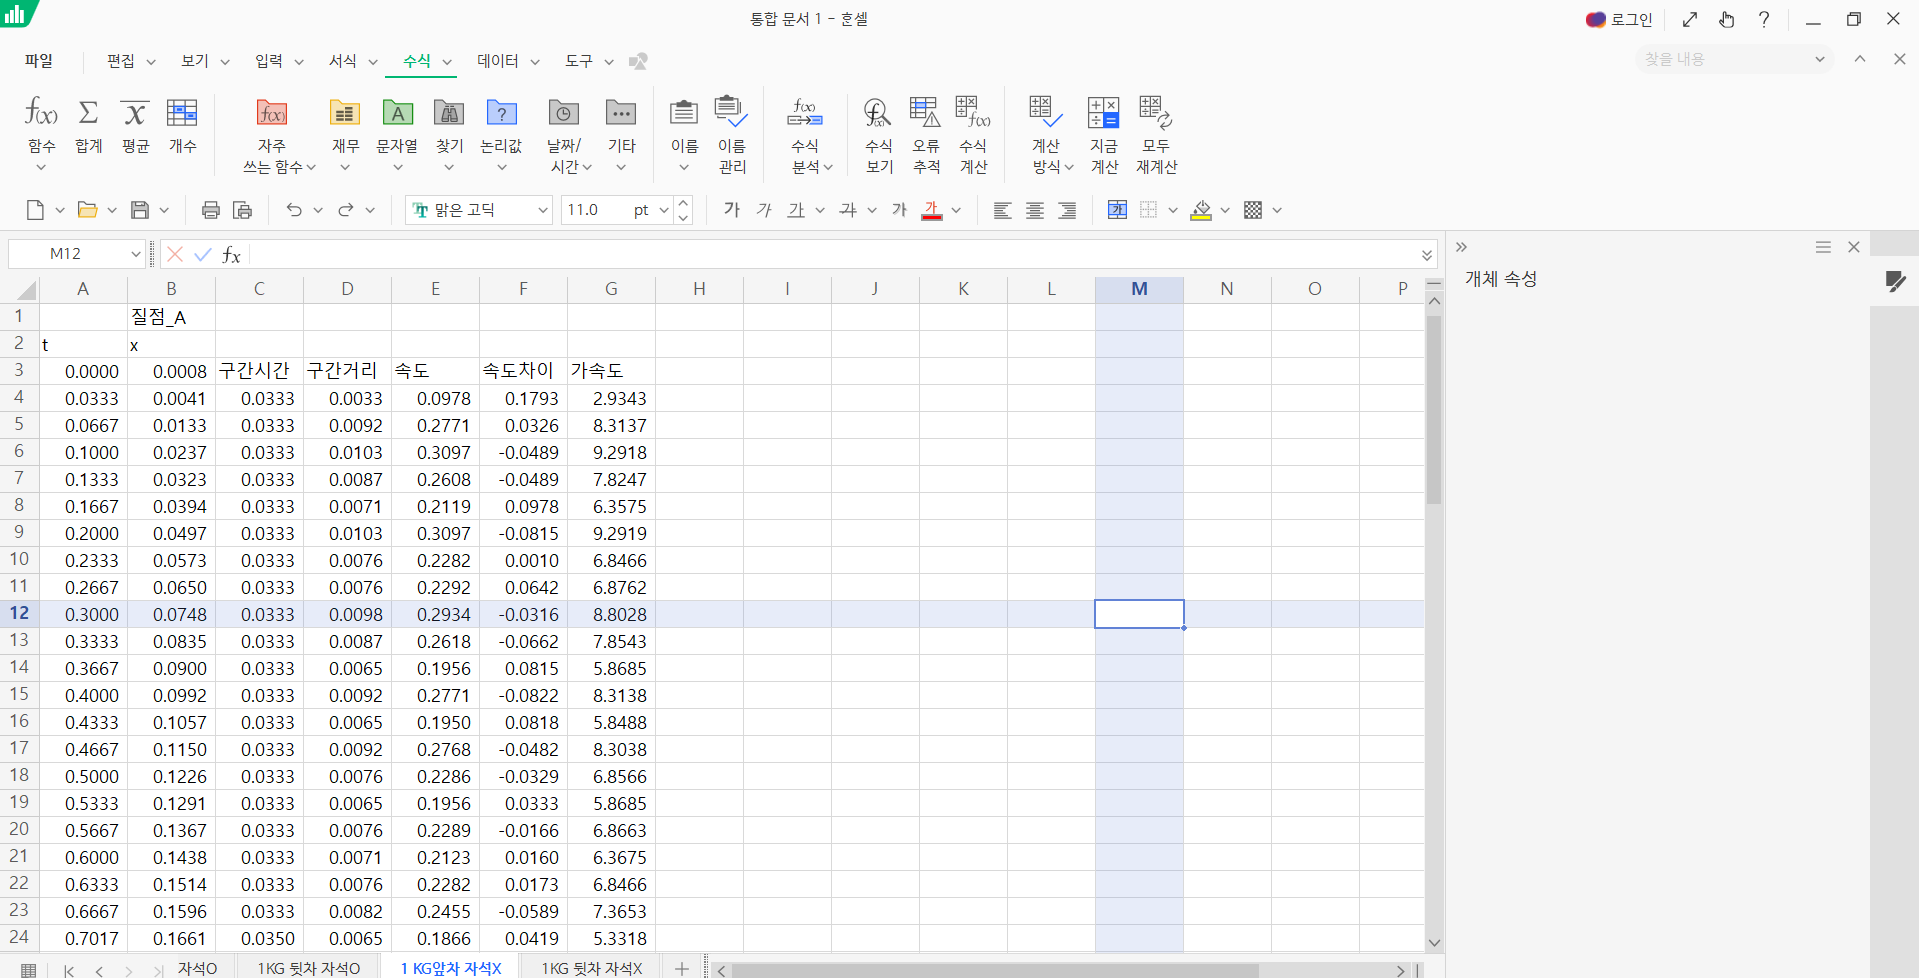 통합 문서 1 - 한셀
로그인
파일 편집 보기 입력 서식 수식 데이터 도구
찾을 내용
함수 합계 평균 개수 자주 쓰는 함수 재무 문자열 찾기 논리값 날짜/시간 기타 이름 이름 관리 수식 분석 수식 보기 오류 추적 수식 계산 계산 방식 지금 계산 모두 재계산
맑은 고딕 11.0 pt 가 가 가 가 가 가 가
M12 fx
개체 속성
A B C D E F G H I J K L M N O P
1 질점_A
2 t x
3 0.0000 0.0008 구간시간 구간거리 속도 속도차이 가속도
4 0.0333 0.0041 0.0333 0.0033 0.0978 0.1793 2.9343
5 0.0667 0.0133 0.0333 0.0092 0.2771 0.0326 8.3137
6 0.1000 0.0237 0.0333 0.0103 0.3097 -0.0489 9.2918
7 0.1333 0.0323 0.0333 0.0087 0.2608 -0.0489 7.8247
8 0.1667 0.0394 0.0333 0.0071 0.2119 0.0978 6.3575
9 0.2000 0.0497 0.0333 0.0103 0.3097 -0.0815 9.2919
10 0.2333 0.0573 0.0333 0.0076 0.2282 0.0010 6.8466
11 0.2667 0.0650 0.0333 0.0076 0.2292 0.0642 6.8762
12 0.3000 0.0748 0.0333 0.0098 0.2934 -0.0316 8.8028
13 0.3333 0.0835 0.0333 0.0087 0.2618 -0.0662 7.8543
14 0.3667 0.0900 0.0333 0.0065 0.1956 0.0815 5.8685
15 0.4000 0.0992 0.0333 0.0092 0.2771 -0.0822 8.3138
16 0.4333 0.1057 0.0333 0.0065 0.1950 0.0818 5.8488
17 0.4667 0.1150 0.0333 0.0092 0.2768 -0.0482 8.3038
18 0.5000 0.1226 0.0333 0.0076 0.2286 -0.0329 6.8566
19 0.5333 0.1291 0.0333 0.0065 0.1956 0.0333 5.8685
20 0.5667 0.1367 0.0333 0.0076 0.2289 -0.0166 6.8663
21 0.6000 0.1438 0.0333 0.0071 0.2123 0.0160 6.3675
22 0.6333 0.1514 0.0333 0.0076 0.2282 0.0173 6.8466
23 0.6667 0.1596 0.0333 0.0082 0.2455 -0.0589 7.3653
24 0.7017 0.1661 0.0350 0.0065 0.1866 0.0419 5.3318
자석O 1KG 뒷차 자석O 1 KG앞차 자석X 1KG 뒷차 자석X